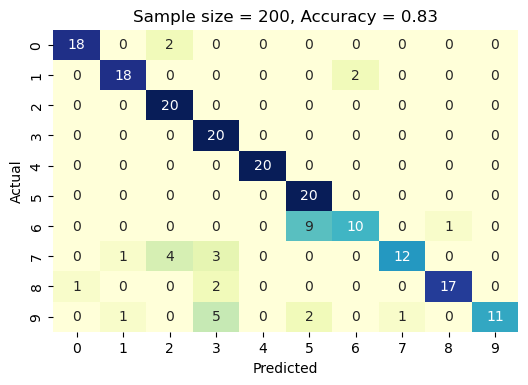 Sample size = 200, Accuracy = 0.83
0 18 0 2 0 0 0 0 0 0 0
1 0 18 0 0 0 0 2 0 0 0
2 0 0 20 0 0 0 0 0 0 0
3 0 0 0 20 0 0 0 0 0 0
4 0 0 0 0 20 0 0 0 0 0
Actual
5 0 0 0 0 0 20 0 0 0 0
6 0 0 0 0 0 9 10 0 1 0
7 0 1 4 3 0 0 0 12 0 0
8 1 0 0 2 0 0 0 0 17 0
9 0 1 0 5 0 2 0 1 0 11
0 1 2 3 4 5 6 7 8 9
Predicted